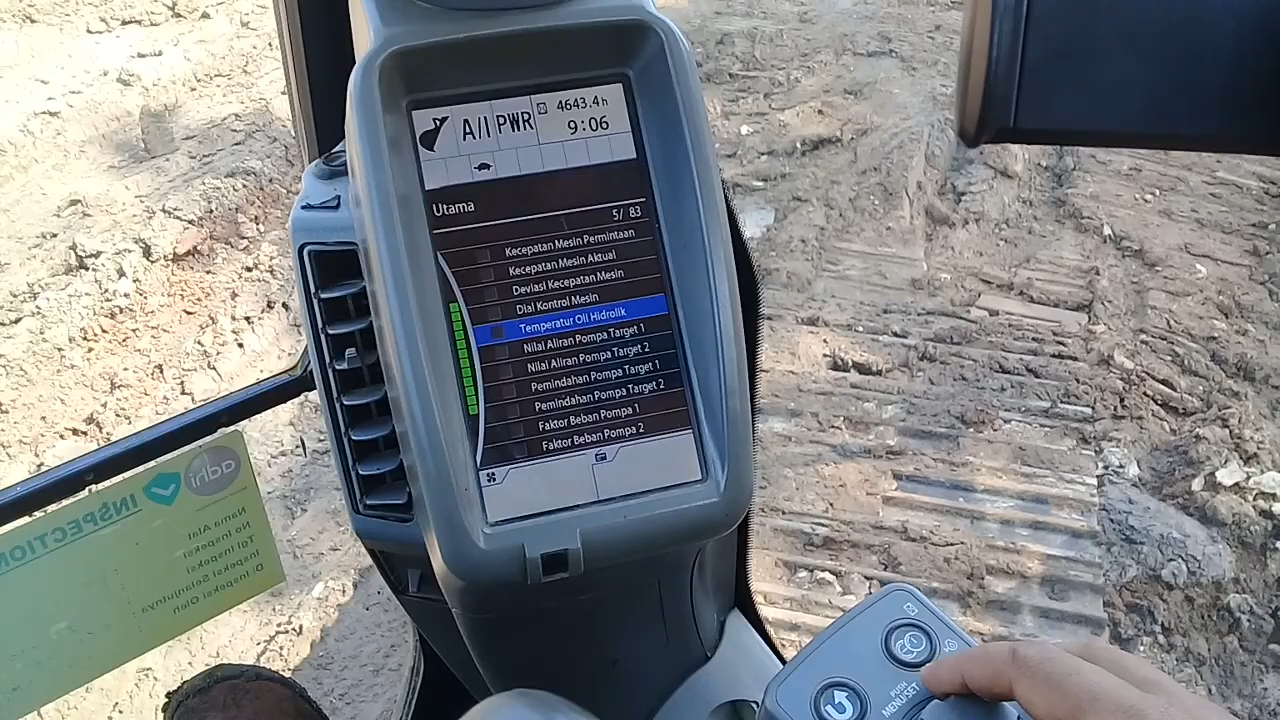 A/I PWR 4643.4h
9:06
Utama
5/ 83
Kecepatan Mesin Permintaan
Kecepatan Mesin Aktual
Deviasi Kecepatan Mesin
Dial Kontrol Mesin
Temperatur Oli Hidrolik
Nilai Aliran Pompa Target 1
Nilai Aliran Pompa Target 2
Pemindahan Pompa Target 1
Pemindahan Pompa Target 2
Faktor Beban Pompa 1
Faktor Beban Pompa 2
adhi
INSPECTION
Nama Alat
No Inspeksi
Tgl Inspeksi
Di Inspeksi Selanjutnya
Oleh
PUSH
MENU/SET